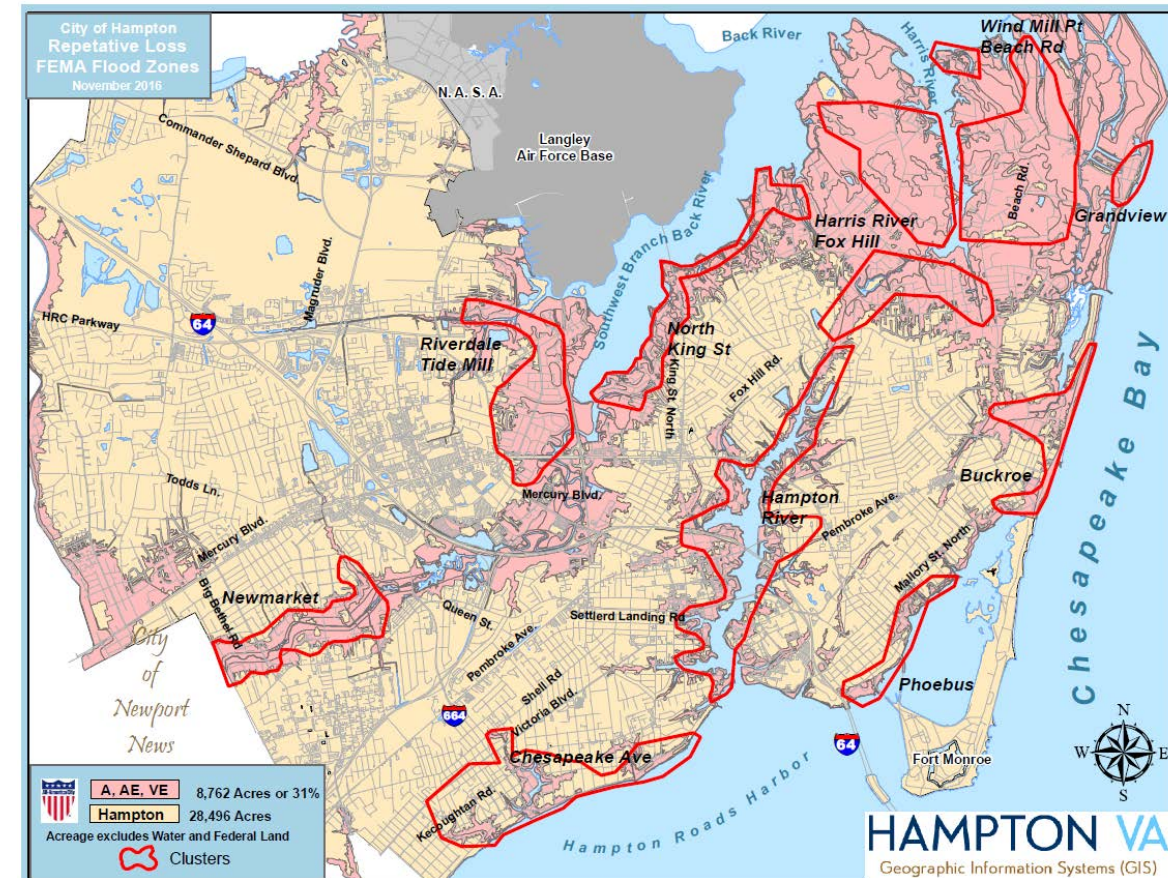 City of Hampton
Repetative Loss
FEMA Flood Zones
November 2016
Back River
Harris River
Wind Mill Pt
Beach Rd
N. A. S. A.
Langley
Air Force Base
Commander Shepard Blvd.
Magruder Blvd.
HRC Parkway
64
Southwest Branch Back River
Beach Rd.
Grandview
Harris River
Fox Hill
Riverdale
Tide Mill
North
King St
King St. North
Fox Hill Rd.
Todds Ln.
Mercury Blvd.
Mercury Blvd.
Big Bethel Rd
Newmarket
Hampton
River
Pembroke Ave.
Buckroe
Mallory St. North
Chesapeake Bay
Queen St.
Settlerd Landing Rd
Pembroke Ave.
Shell Rd
Victoria Blvd.
664
City
of
Newport
News
Chesapeake Ave
Kecoughtan Rd.
Phoebus
64
Fort Monroe
Hampton Roads Harbor
N
W
E
S
A, AE, VE
8,762 Acres or 31%
Hampton
28,496 Acres
Acreage excludes Water and Federal Land
Clusters
HAMPTON VA
Geographic Information Systems (GIS)